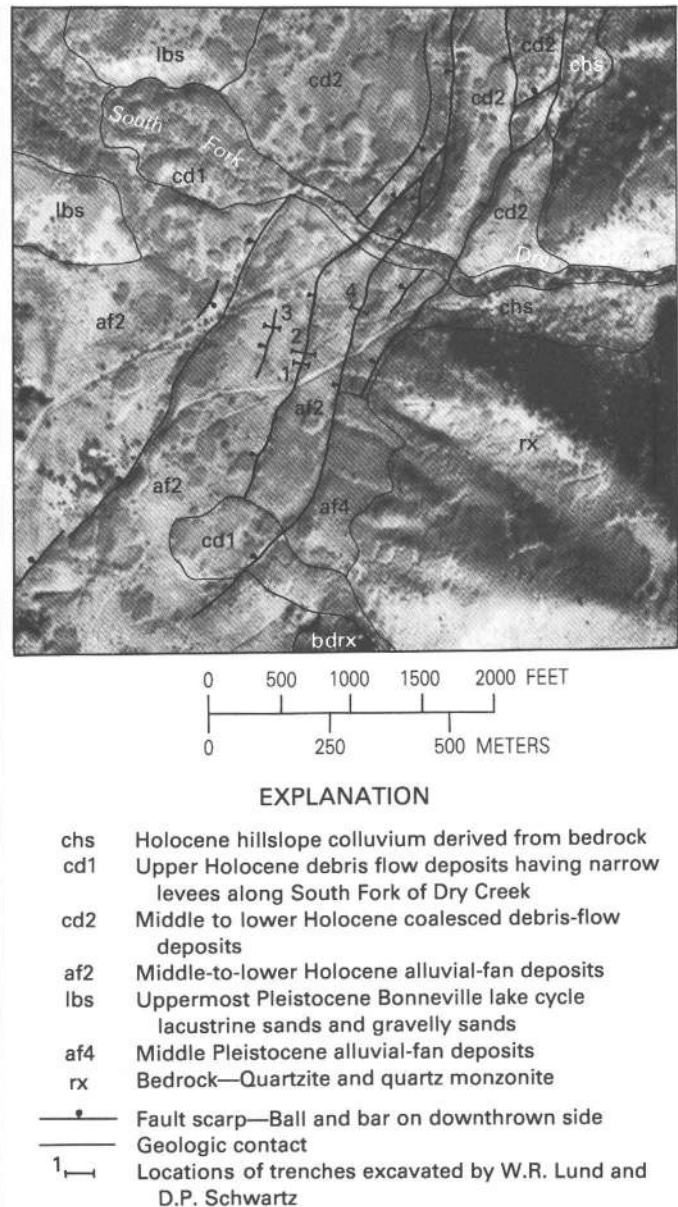 lbs
cd2
cd2
cd2
chs
South Fork
cd1
lbs
cd2
Dry
chs
af2
3
4
2
1
af2
rx
af2
af4
cd1
bdrx
0 500 1000 1500 2000 FEET
0 250 500 METERS
EXPLANATION
chs Holocene hillslope colluvium derived from bedrock
cd1 Upper Holocene debris flow deposits having narrow
levees along South Fork of Dry Creek
cd2 Middle to lower Holocene coalesced debris-flow
deposits
af2 Middle-to-lower Holocene alluvial-fan deposits
lbs Uppermost Pleistocene Bonneville lake cycle
lacustrine sands and gravelly sands
af4 Middle Pleistocene alluvial-fan deposits
rx Bedrock—Quartzite and quartz monzonite
Fault scarp—Ball and bar on downthrown side
Geologic contact
1 Locations of trenches excavated by W.R. Lund and
D.P. Schwartz